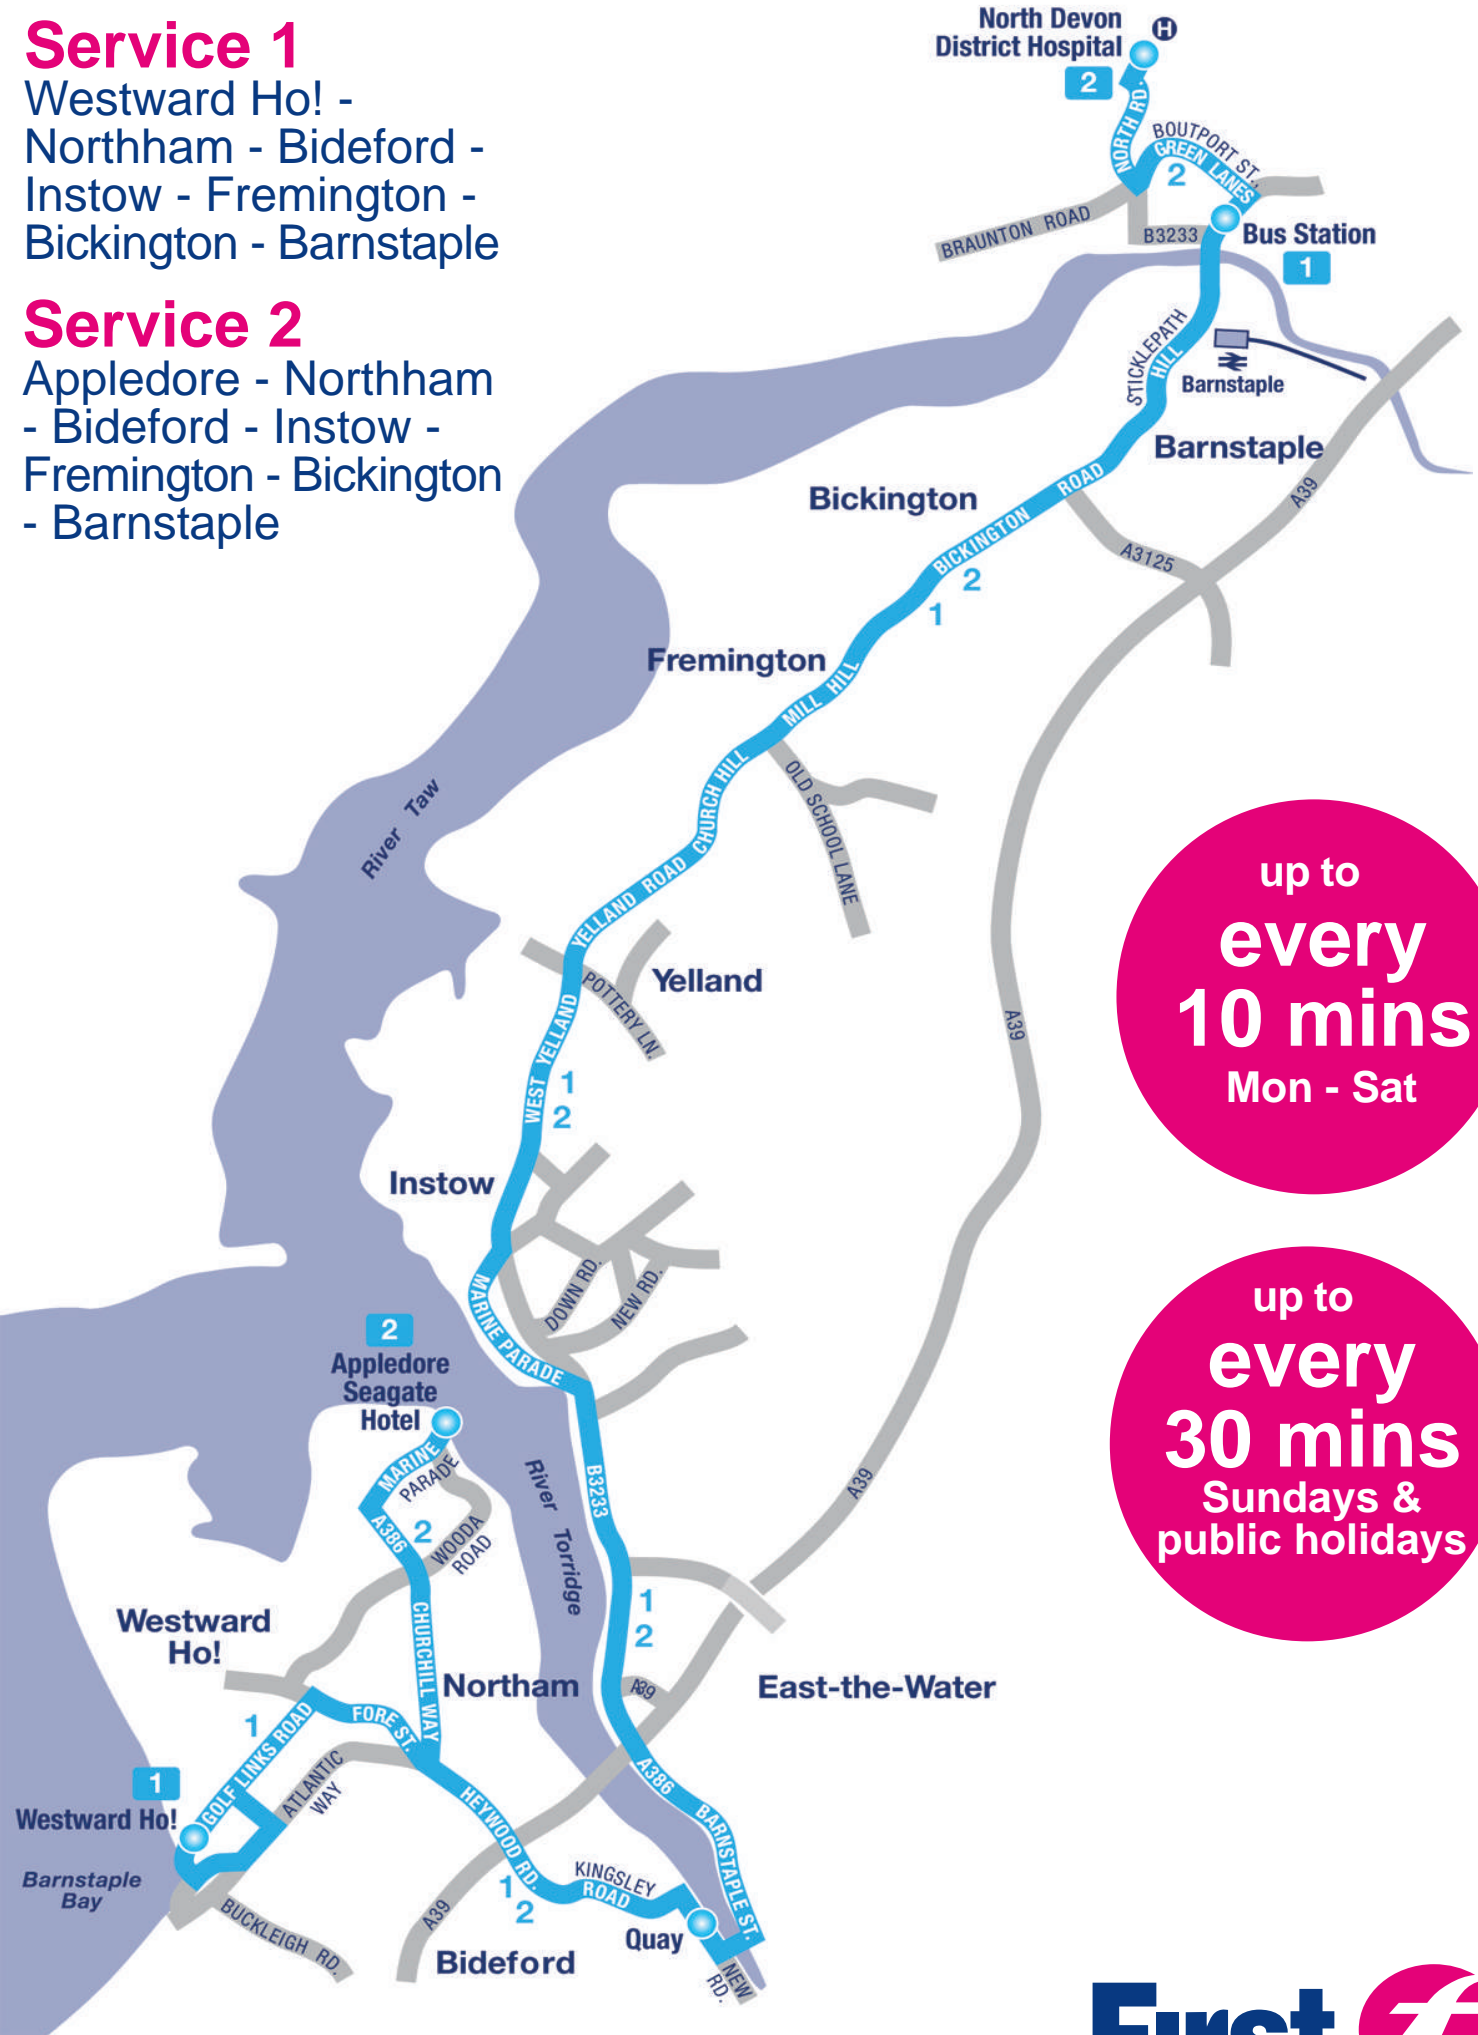 Service 1
Westward Ho! -
Northham - Bideford -
Instow - Fremington -
Bickington - Barnstaple
Service 2
Appledore - Northham
- Bideford - Instow -
Fremington - Bickington
- Barnstaple
North Devon
District Hospital
H
2
NORTH RD.
BOUTPORT ST.,
GREEN LANES
2
BRAUNTON ROAD
B3233
Bus Station
1
STICKLEPATH
HILL
Barnstaple
Barnstaple
A39
Bickington
BICKINGTON ROAD
A3125
2
1
Fremington
MILL HILL
CHURCH HILL
OLD SCHOOL LANE
River Taw
YELLAND ROAD
Yelland
POTTERY LN.
A39
WEST YELLAND
1
2
Instow
DOWN RD.
NEW RD.
MARINE PARADE
up to
every
10 mins
Mon - Sat
up to
every
30 mins
Sundays &
public holidays
2
Appledore
Seagate
Hotel
MARINE
PARADE
A386
2
WOODA
ROAD
River Torridge
B3233
A39
1
2
Westward
Ho!
CHURCHILL WAY
Northam
A39
East-the-Water
1
GOLF LINKS ROAD
FORE ST.
ATLANTIC
WAY
1
Westward Ho!
Barnstaple
Bay
BUCKLEIGH RD.
HEYWOOD RD.
A386
BARNSTAPLE ST.
1
2
A39
KINGSLEY
ROAD
Quay
Bideford
NEW
RD.
First
f